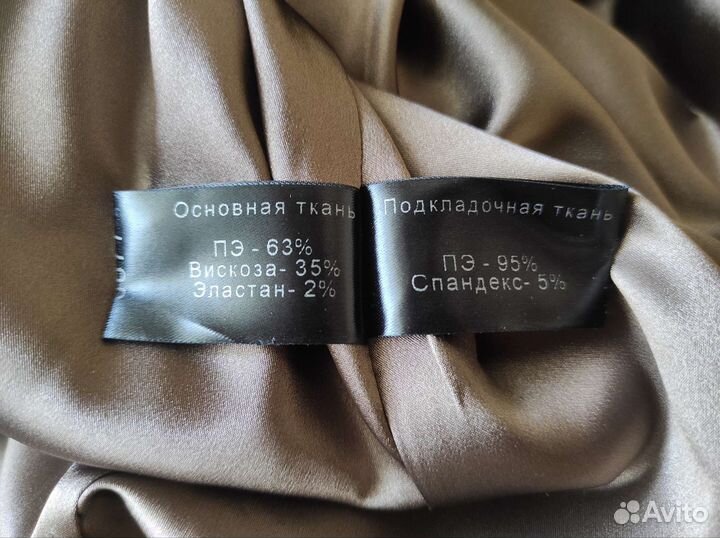 Основная ткань
ПЭ - 63%
Вискоза- 35%
Эластан- 2%
Подкладочная ткань
ПЭ - 95%
Спандекс- 5%
Avito